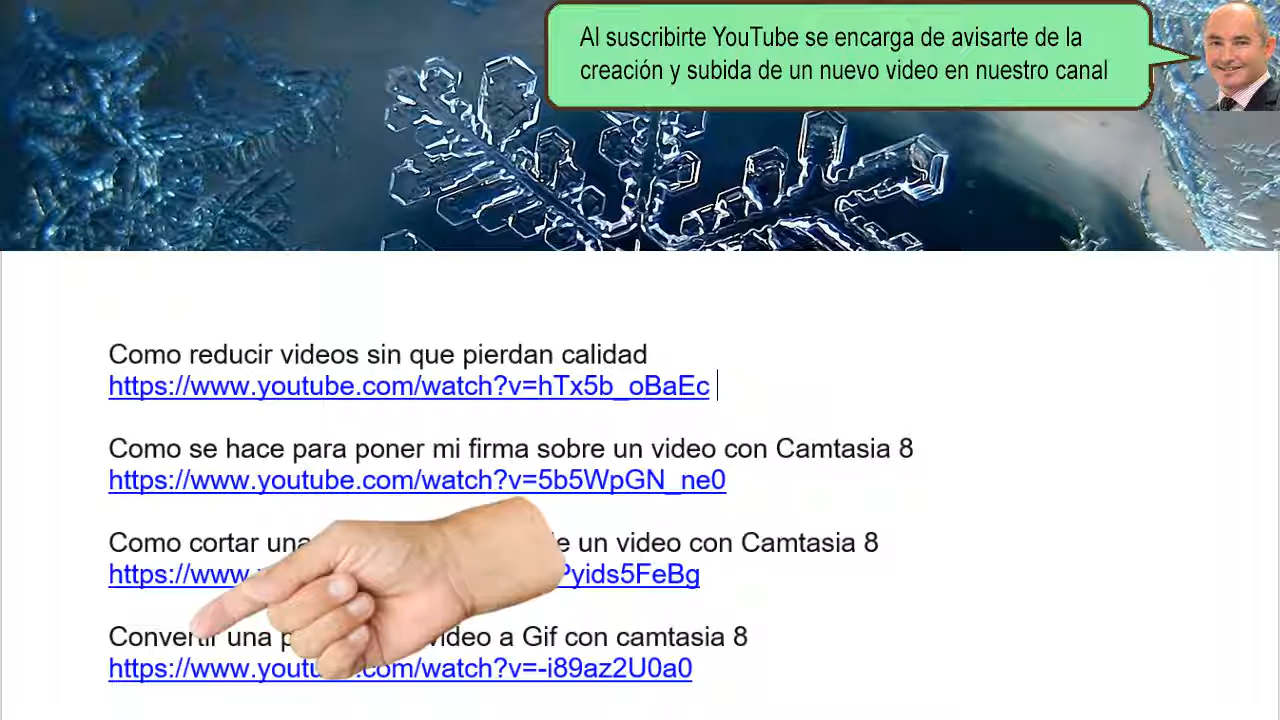 Al suscribirte YouTube se encarga de avisarte de la
creación y subida de un nuevo video en nuestro canal
Como reducir videos sin que pierdan calidad
https://www.youtube.com/watch?v=hTx5b_oBaEc
Como se hace para poner mi firma sobre un video con Camtasia 8
https://www.youtube.com/watch?v=5b5WpGN_ne0
Como cortar una un video con Camtasia 8
https://www. yids5FeBg
Convertir una video a Gif con camtasia 8
https://www.youtube.com/watch?v=-i89az2U0a0